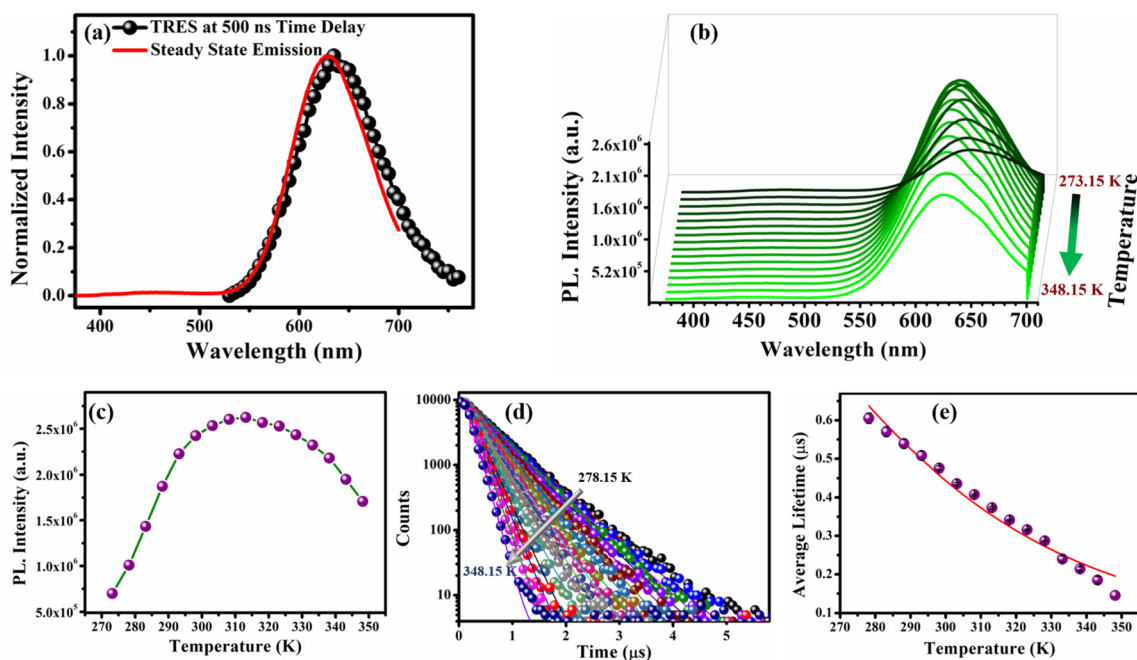 (a)
TRES at 500 ns Time Delay
Steady State Emission
Normalized Intensity
1.0
0.8
0.6
0.4
0.2
0.0
400 500 600 700
Wavelength (nm)
(b)
PL. Intensity (a.u.)
2.6x10⁶
2.1x10⁶
1.6x10⁶
1.0x10⁶
5.2x10⁵
400 450 500 550 600 650 700
Wavelength (nm)
273.15 K
348.15 K
Temperature
(c)
PL. Intensity (a.u.)
2.5x10⁶
2.0x10⁶
1.5x10⁶
1.0x10⁶
5.0x10⁵
270 280 290 300 310 320 330 340 350
Temperature (K)
(d)
Counts
10000
1000
100
10
278.15 K
348.15 K
0 1 2 3 4 5
Time (μs)
(e)
Average Lifetime (μs)
0.6
0.5
0.4
0.3
0.2
0.1
270 280 290 300 310 320 330 340 350
Temperature (K)